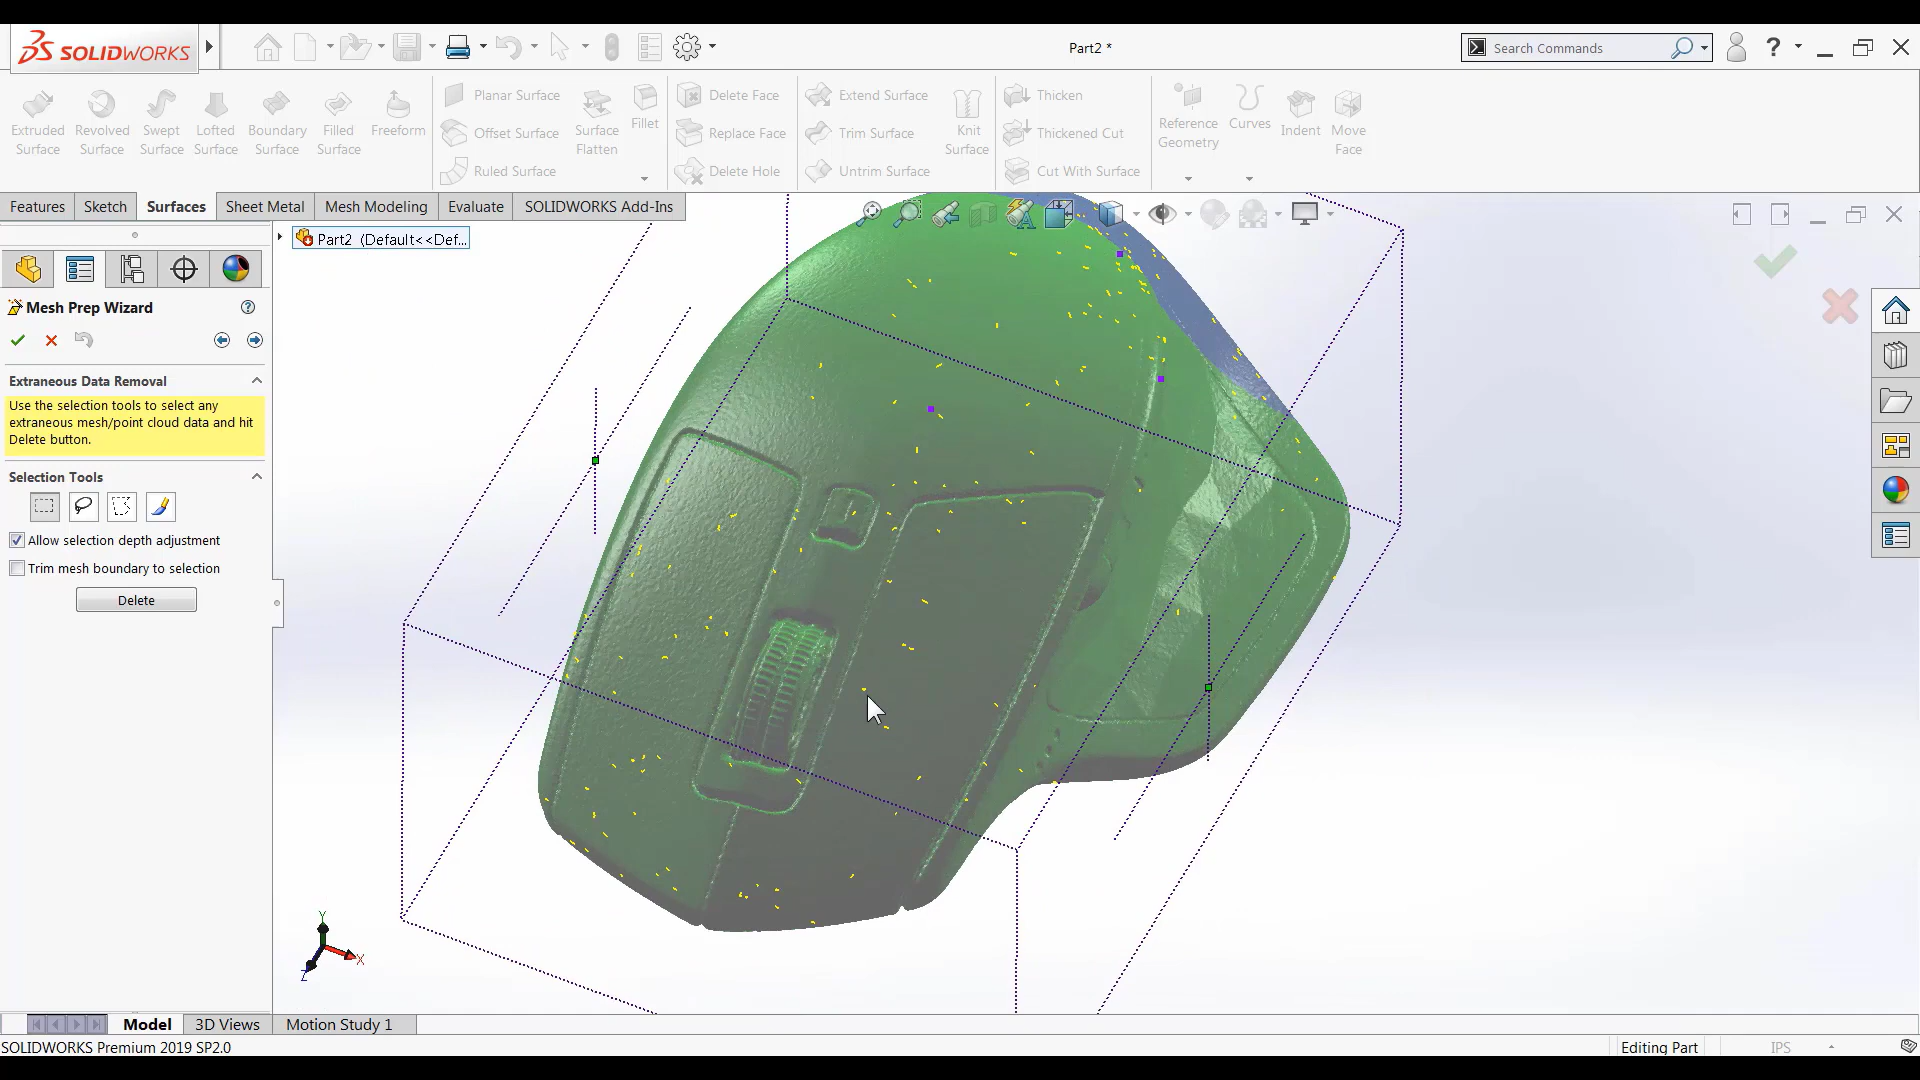 SOLIDWORKS
Part2 *
Search Commands
?
Extruded Surface
Revolved Surface
Swept Surface
Lofted Surface
Boundary Surface
Filled Surface
Freeform
Planar Surface
Offset Surface
Ruled Surface
Surface Flatten
Fillet
Delete Face
Replace Face
Delete Hole
Extend Surface
Trim Surface
Untrim Surface
Knit Surface
Thicken
Thickened Cut
Cut With Surface
Reference Geometry
Curves
Indent
Move Face
Features
Sketch
Surfaces
Sheet Metal
Mesh Modeling
Evaluate
SOLIDWORKS Add-Ins
Part2 (Default<<Def...
Mesh Prep Wizard
Extraneous Data Removal
Use the selection tools to select any
extraneous mesh/point cloud data and hit
Delete button.
Selection Tools
Allow selection depth adjustment
Trim mesh boundary to selection
Delete
Y
X
Z
Model
3D Views
Motion Study 1
SOLIDWORKS Premium 2019 SP2.0
Editing Part
IPS